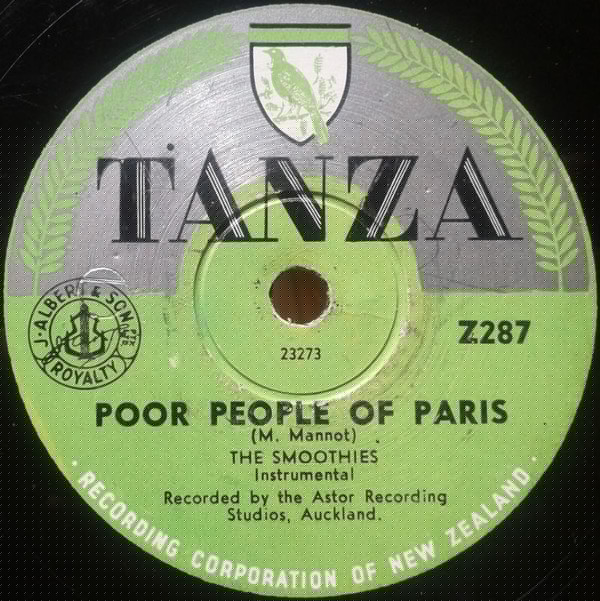 TANZA
J. ALBERT & SON PTY LTD
ROYALTY
Z287
23273
POOR PEOPLE OF PARIS
(M. Mannot)
THE SMOOTHIES
Instrumental
Recorded by the Astor Recording
Studios, Auckland.
· RECORDING CORPORATION OF NEW ZEALAND ·